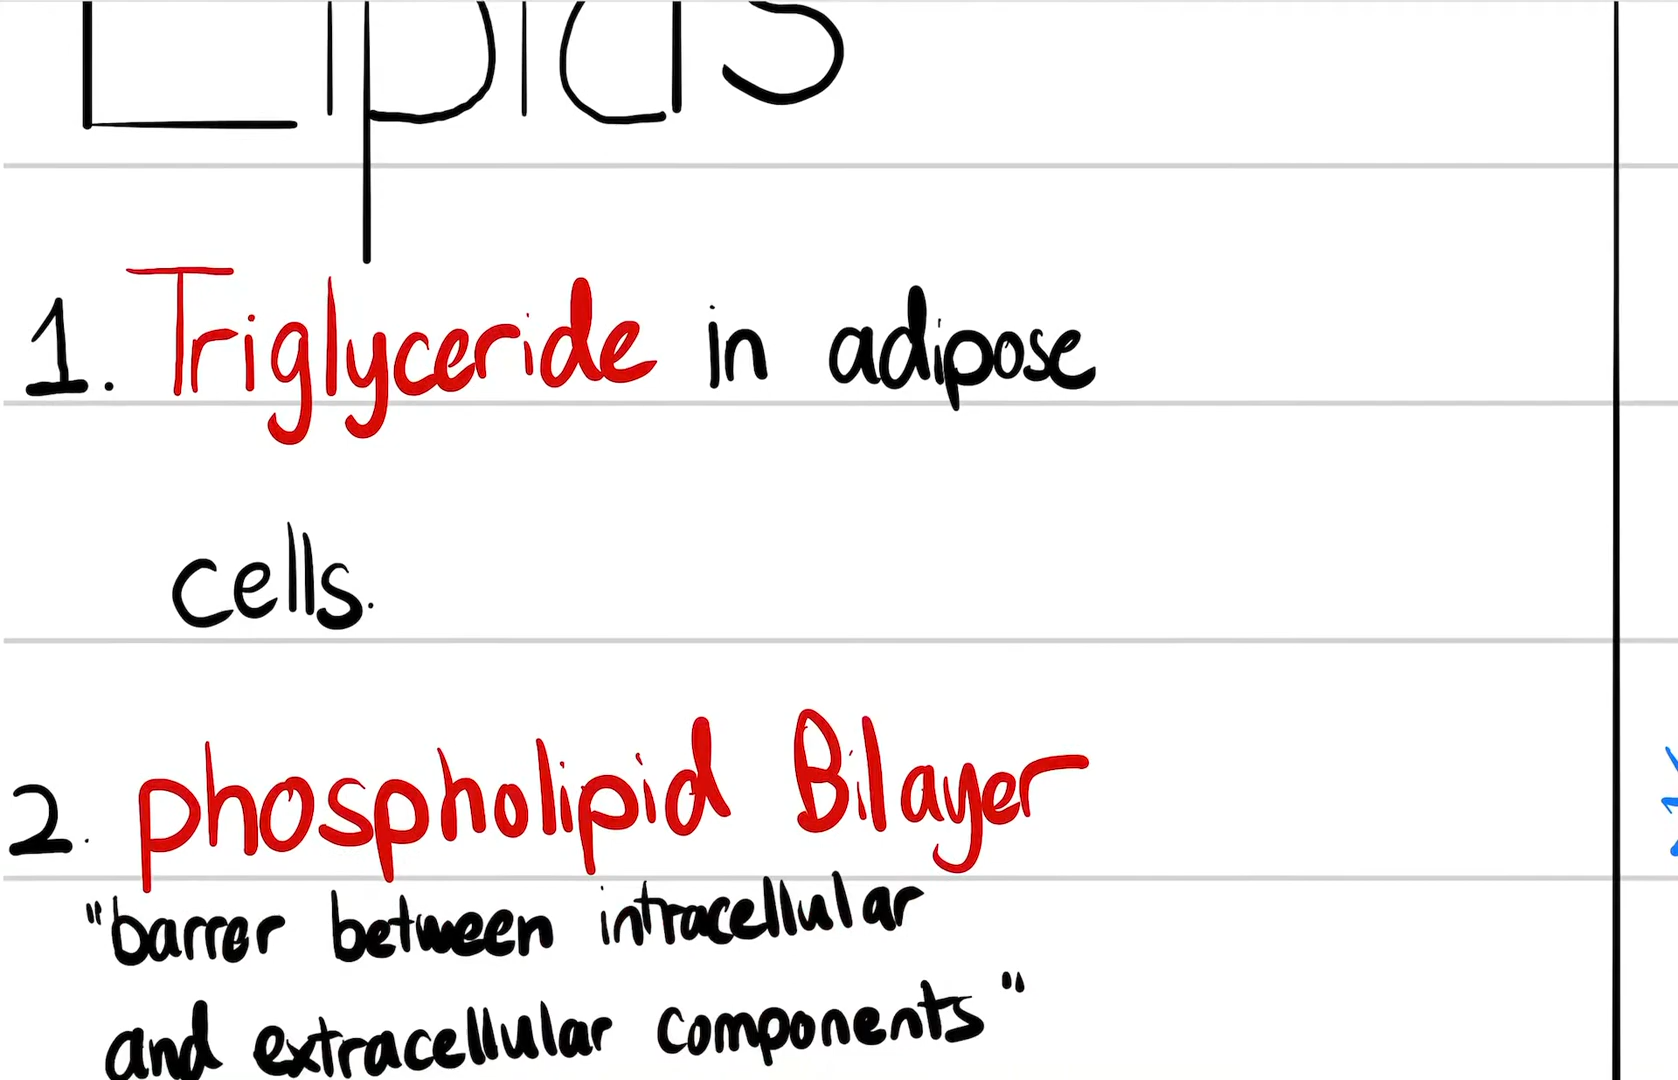 Lipids
1. Triglyceride in adipose
cells.
2. phospholipid Bilayer
"barrer between intracellular
and extracellular components"